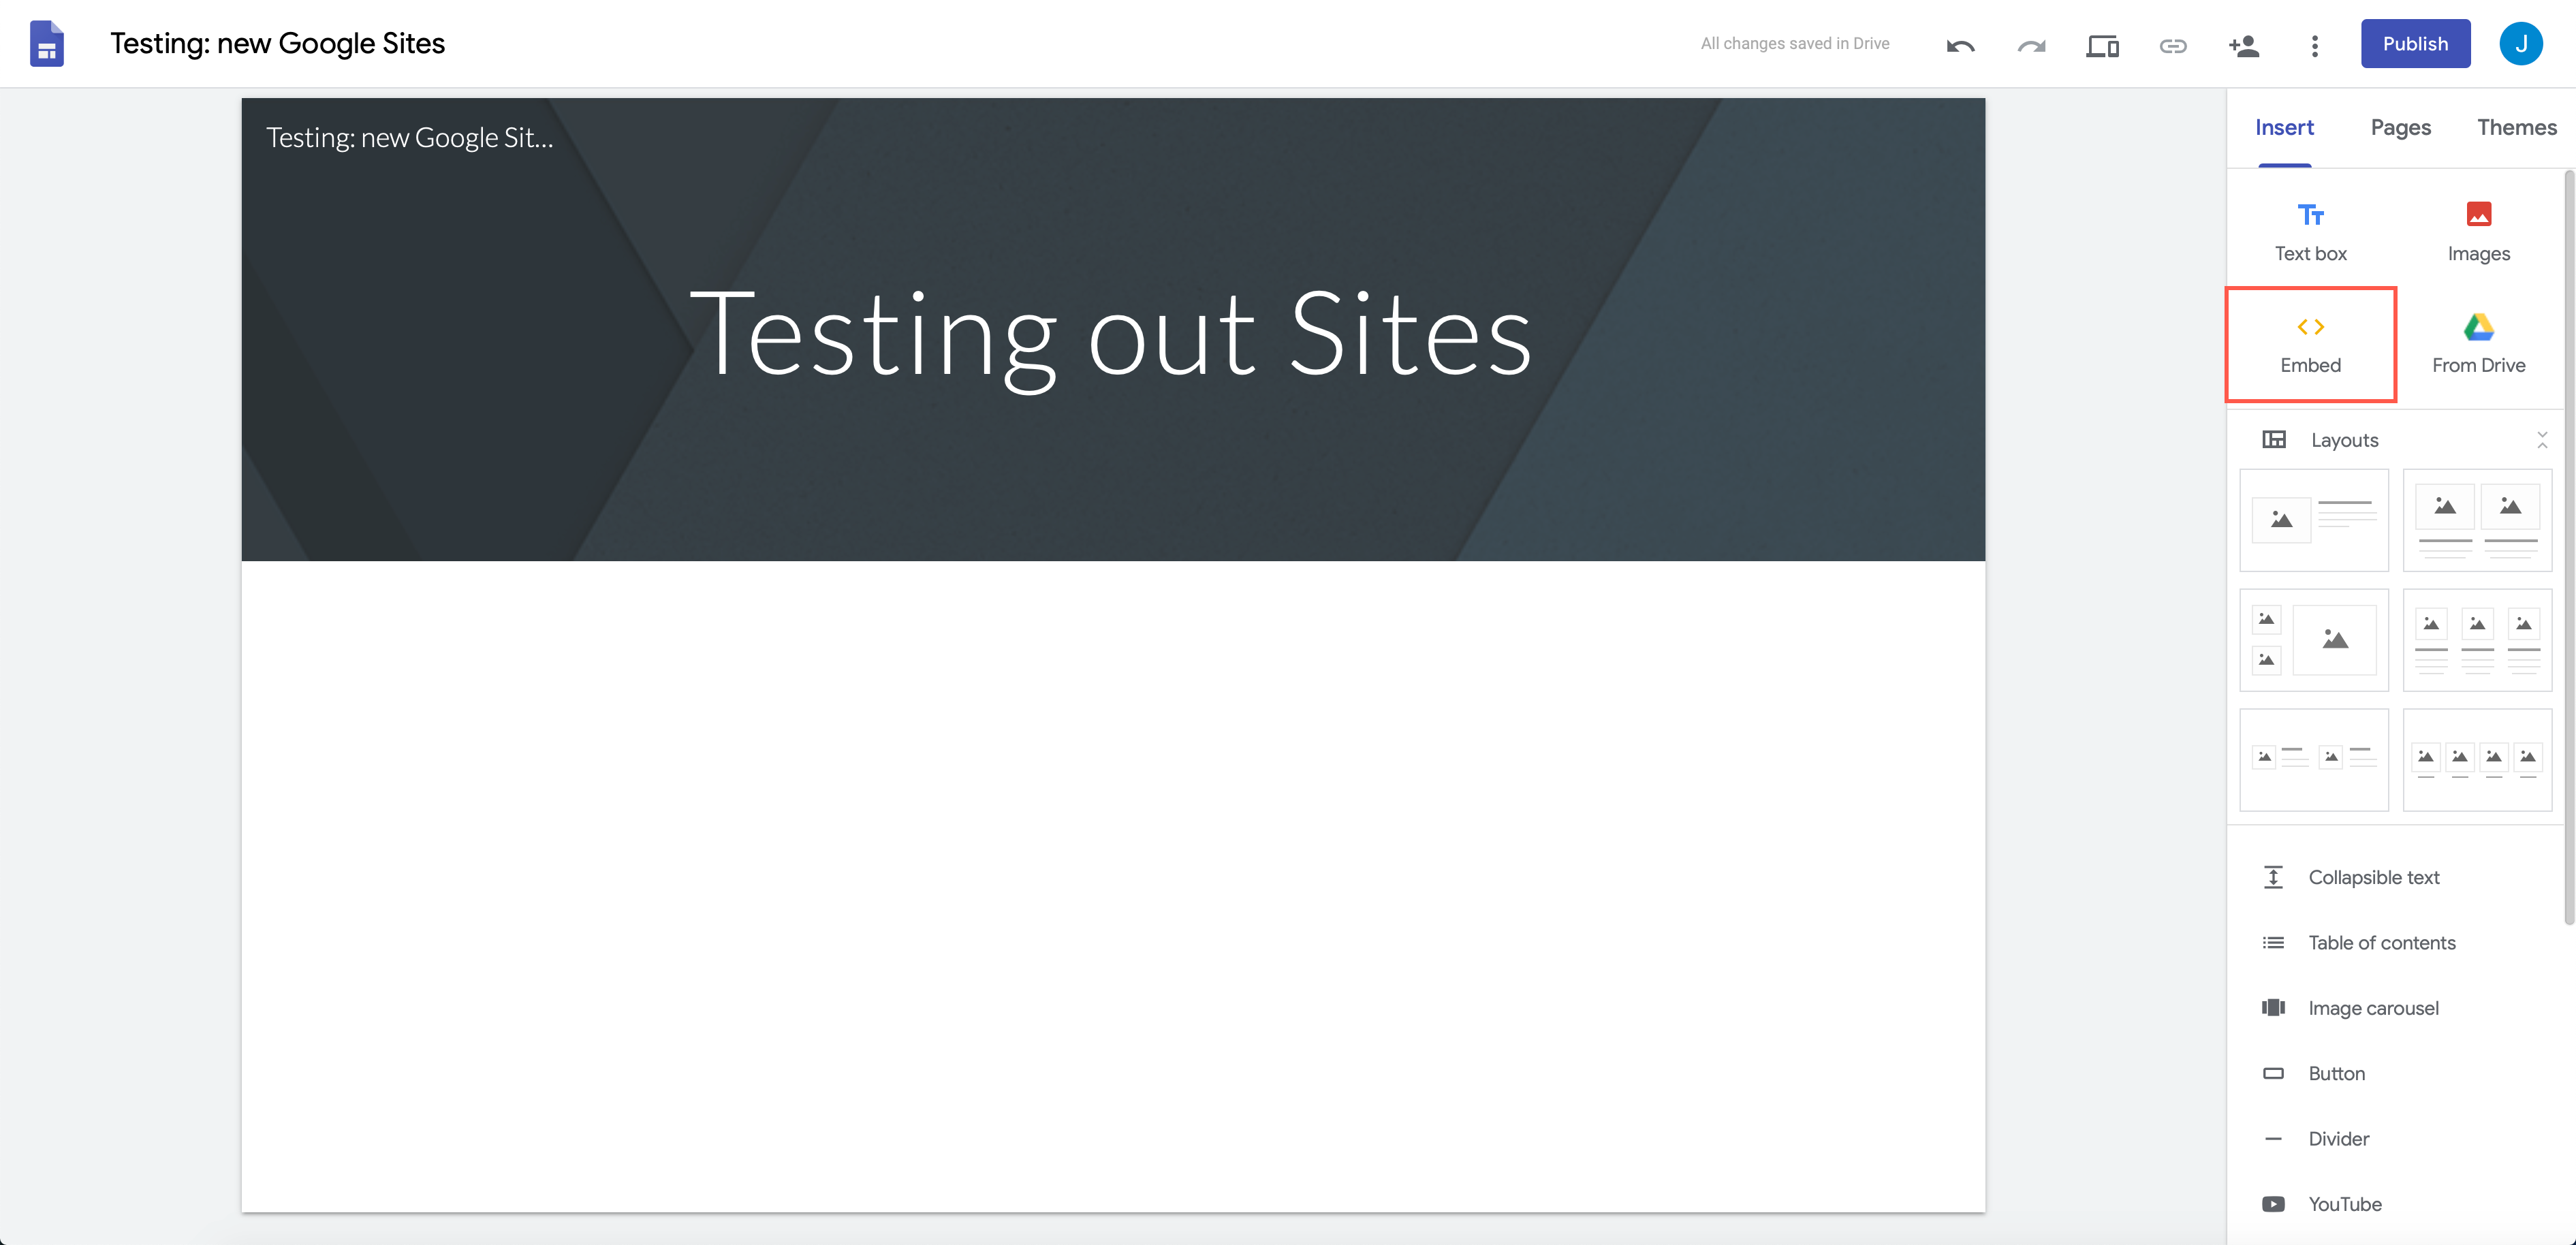 Testing: new Google Sites
All changes saved in Drive
Publish
J
Testing: new Google Sit...
Testing out Sites
Insert
Pages
Themes
Text box
Images
Embed
From Drive
Layouts
Collapsible text
Table of contents
Image carousel
Button
Divider
YouTube